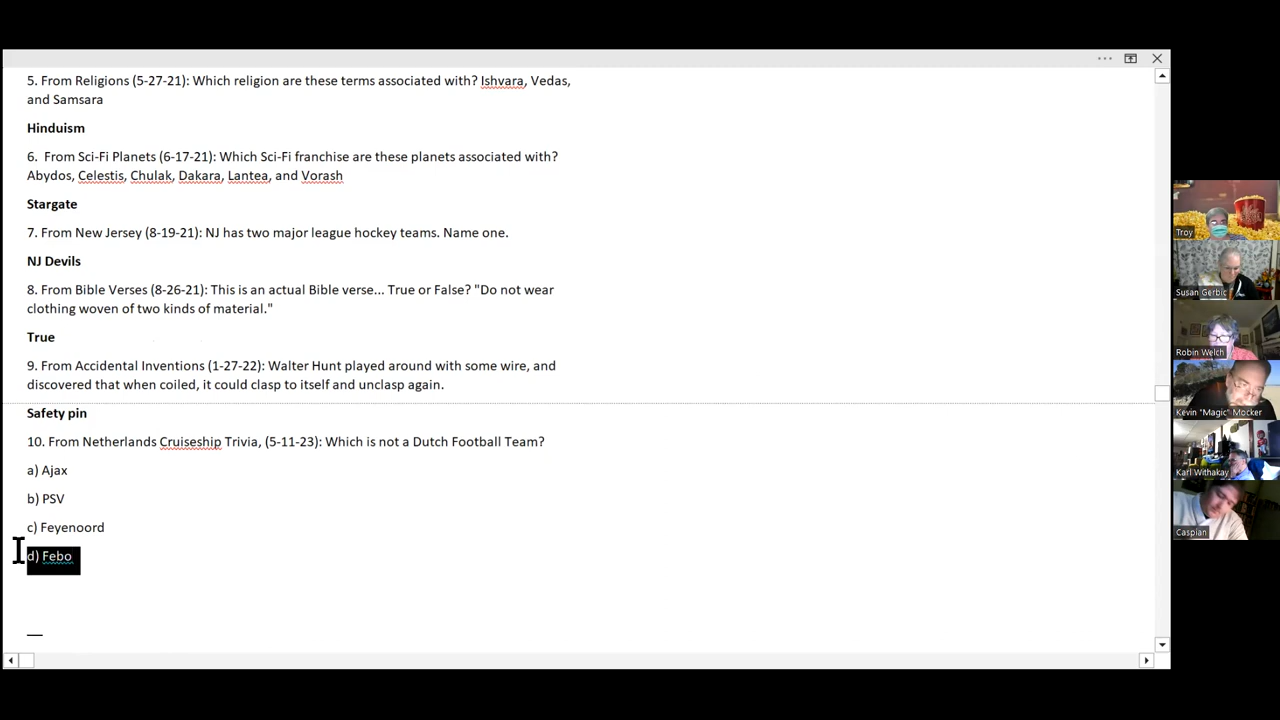 5. From Religions (5-27-21): Which religion are these terms associated with? Ishvara, Vedas,
and Samsara
Hinduism
6. From Sci-Fi Planets (6-17-21): Which Sci-Fi franchise are these planets associated with?
Abydos, Celestis, Chulak, Dakara, Lantea, and Vorash
Stargate
7. From New Jersey (8-19-21): NJ has two major league hockey teams. Name one.
NJ Devils
8. From Bible Verses (8-26-21): This is an actual Bible verse... True or False? "Do not wear
clothing woven of two kinds of material."
True
9. From Accidental Inventions (1-27-22): Walter Hunt played around with some wire, and
discovered that when coiled, it could clasp to itself and unclasp again.
Safety pin
10. From Netherlands Cruiseship Trivia, (5-11-23): Which is not a Dutch Football Team?
a) Ajax
b) PSV
c) Feyenoord
d) Febo
Troy
Susan Gerbic
Robin Welch
Kevin "Magic" Mocker
Karl Withakay
Caspian